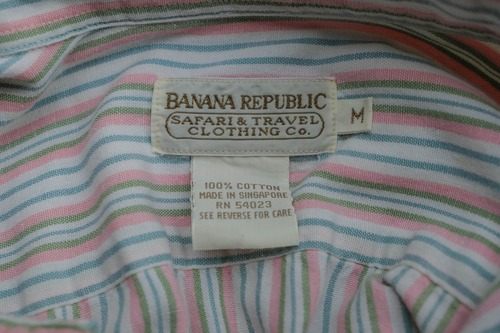 BANANA REPUBLIC
SAFARI & TRAVEL
CLOTHING Co.
M
100% COTTON
MADE IN SINGAPORE
RN 54023
SEE REVERSE FOR CARE